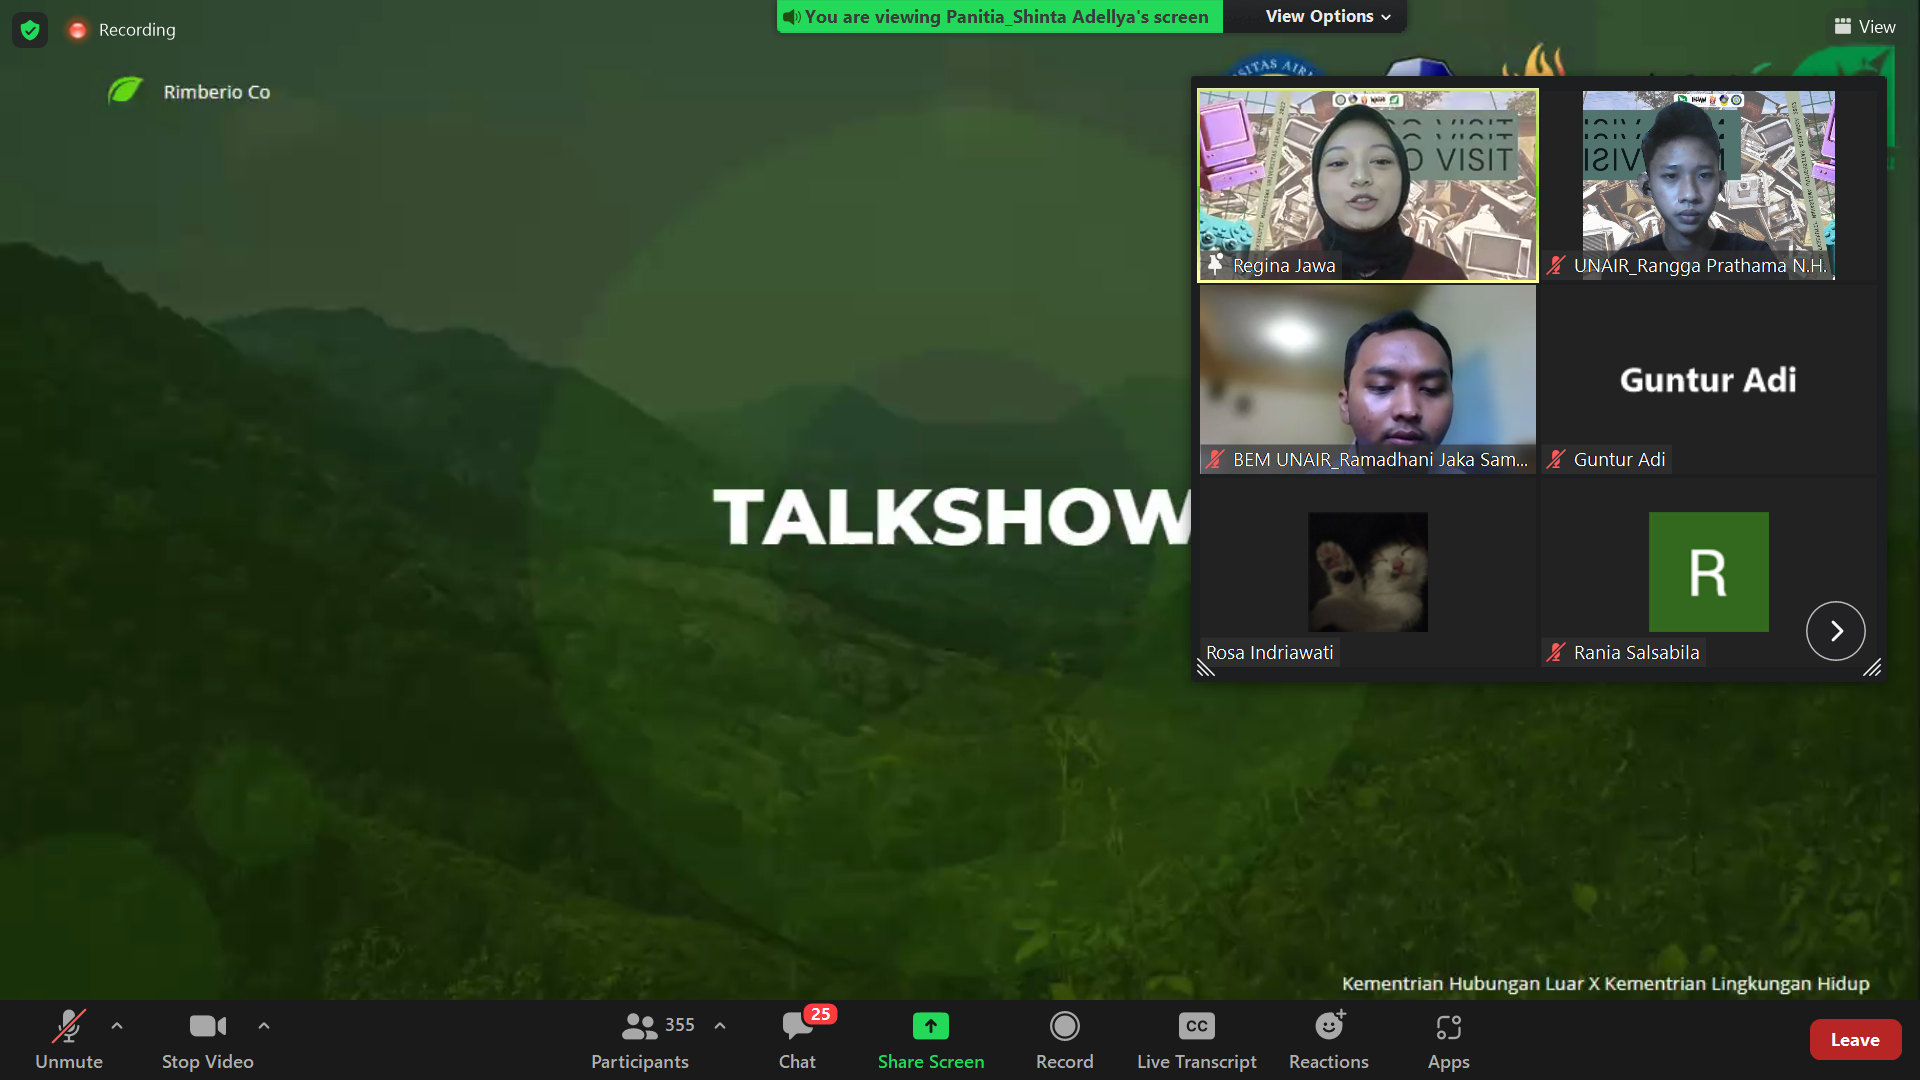 Recording
You are viewing Panitia_Shinta Adellya's screen
View Options
View
Rimberio Co
VISIT
Regina Jawa
UNAIR_Rangga Prathama N.H.
BEM UNAIR_Ramadhani Jaka Sam...
Guntur Adi
Guntur Adi
TALKSHOW
R
Rosa Indriawati
Rania Salsabila
Kementrian Hubungan Luar X Kementrian Lingkungan Hidup
Unmute
Stop Video
355
Participants
25
Chat
Share Screen
Record
CC
Live Transcript
Reactions
Apps
Leave